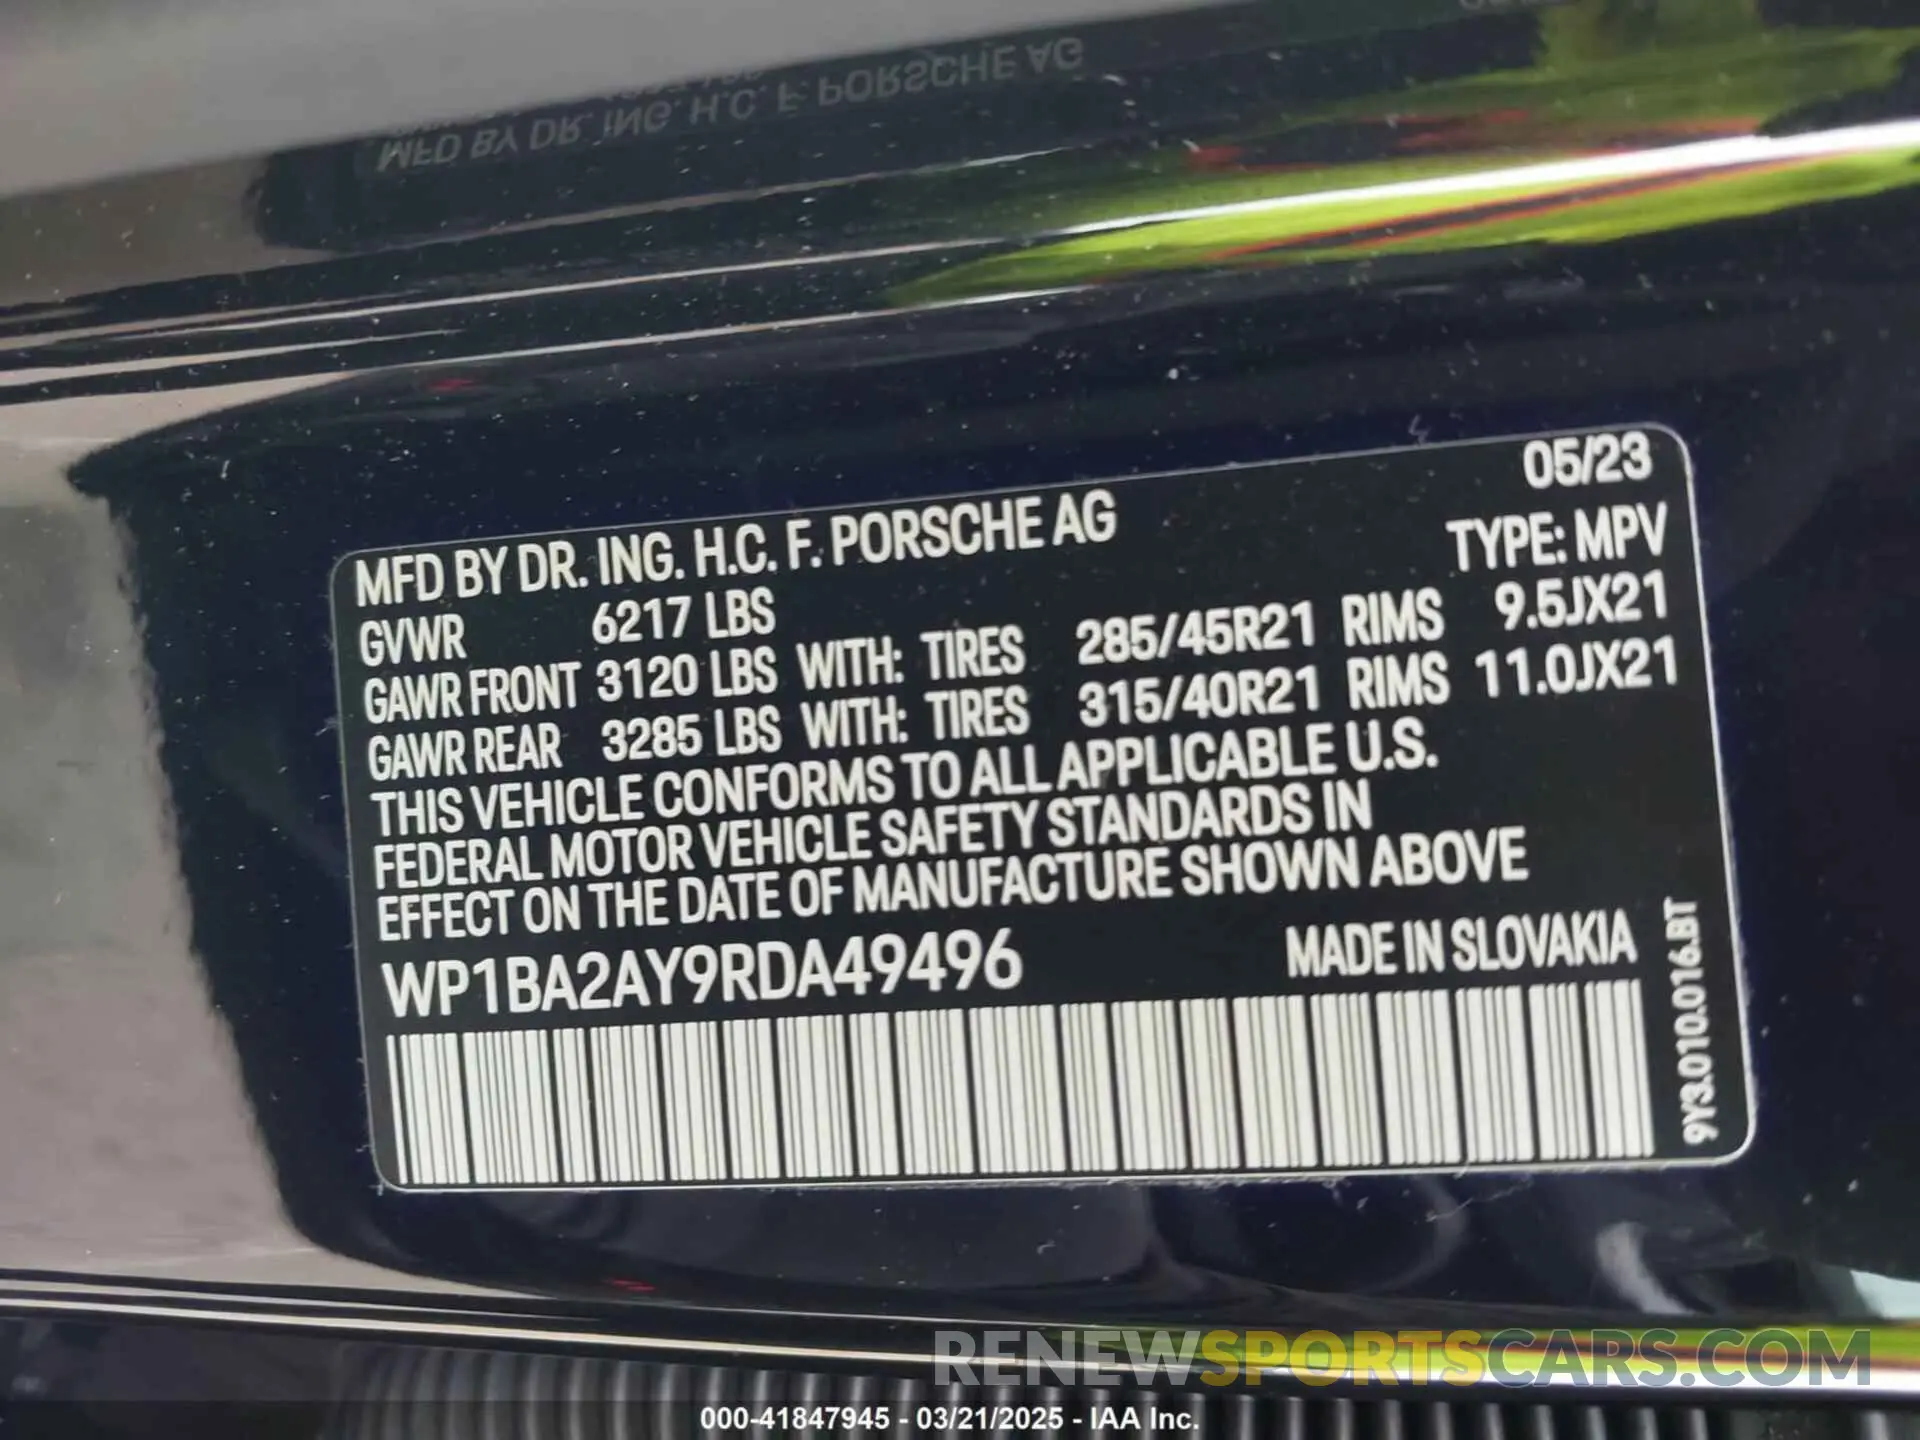 MFD BY DR. ING. H.C. F. PORSCHE AG
05/23
MFD BY DR. ING. H.C. F. PORSCHE AG
TYPE: MPV
GVWR 6217 LBS
GAWR FRONT 3120 LBS WITH: TIRES 285/45R21 RIMS 9.5JX21
GAWR REAR 3285 LBS WITH: TIRES 315/40R21 RIMS 11.0JX21
THIS VEHICLE CONFORMS TO ALL APPLICABLE U.S.
FEDERAL MOTOR VEHICLE SAFETY STANDARDS IN
EFFECT ON THE DATE OF MANUFACTURE SHOWN ABOVE
WP1BA2AY9RDA49496 MADE IN SLOVAKIA
9Y3.010.016.BT
RENEWSPORTSCARS.COM
000-41847945 - 03/21/2025 - IAA Inc.